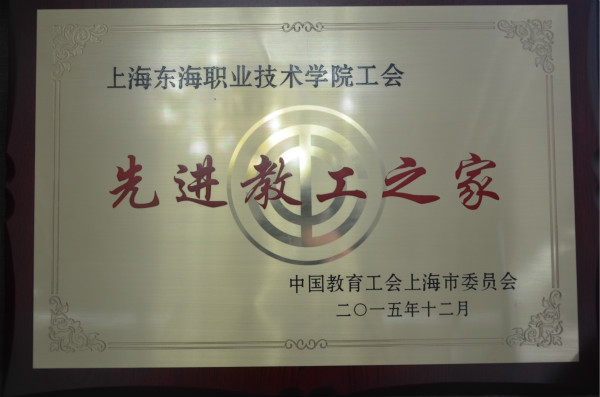 上海东海职业技术学院工会
先进教工之家
中国教育工会上海市委员会
二〇一五年十二月